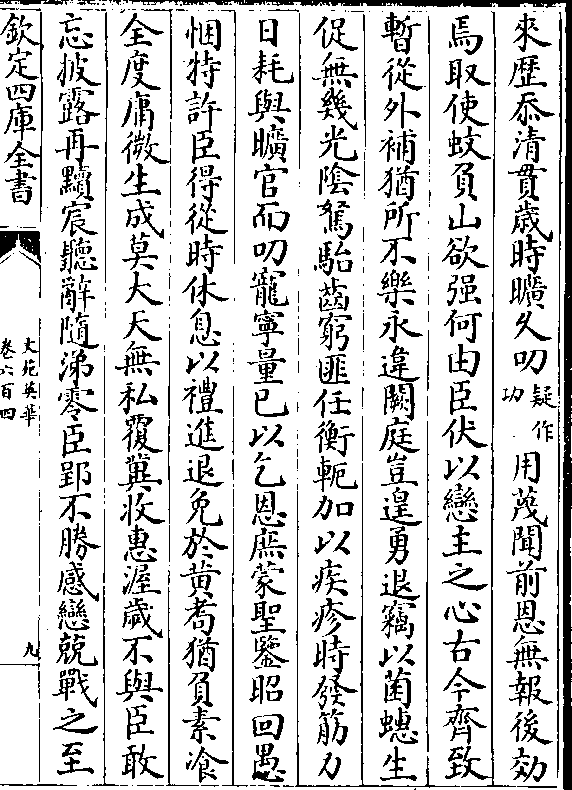 來歴忝清貫歳時曠久叨疑作功用蔑聞前恩無報後効
焉取使蚊負山欲强何由臣伏以戀主之心古今齊致
暫從外補猶所不樂永違闕庭豈遑勇退竊以菌蟪生
促無幾光陰駑駘齒窮匪任衡軛加以疾疹時發筋力
日耗與曠官而叨寵寧量已以乞恩庶蒙聖鑒昭回愚
悃特許臣得從時休息以禮進退免於黄耈猶負素飡
全度庸微生成莫大天無私覆冀收惠渥歲不與臣敢
忘披露再黷宸聽辭隨涕零臣郢不勝感戀兢戰之至
欽定四庫全書
文苑英華
卷六百四
九